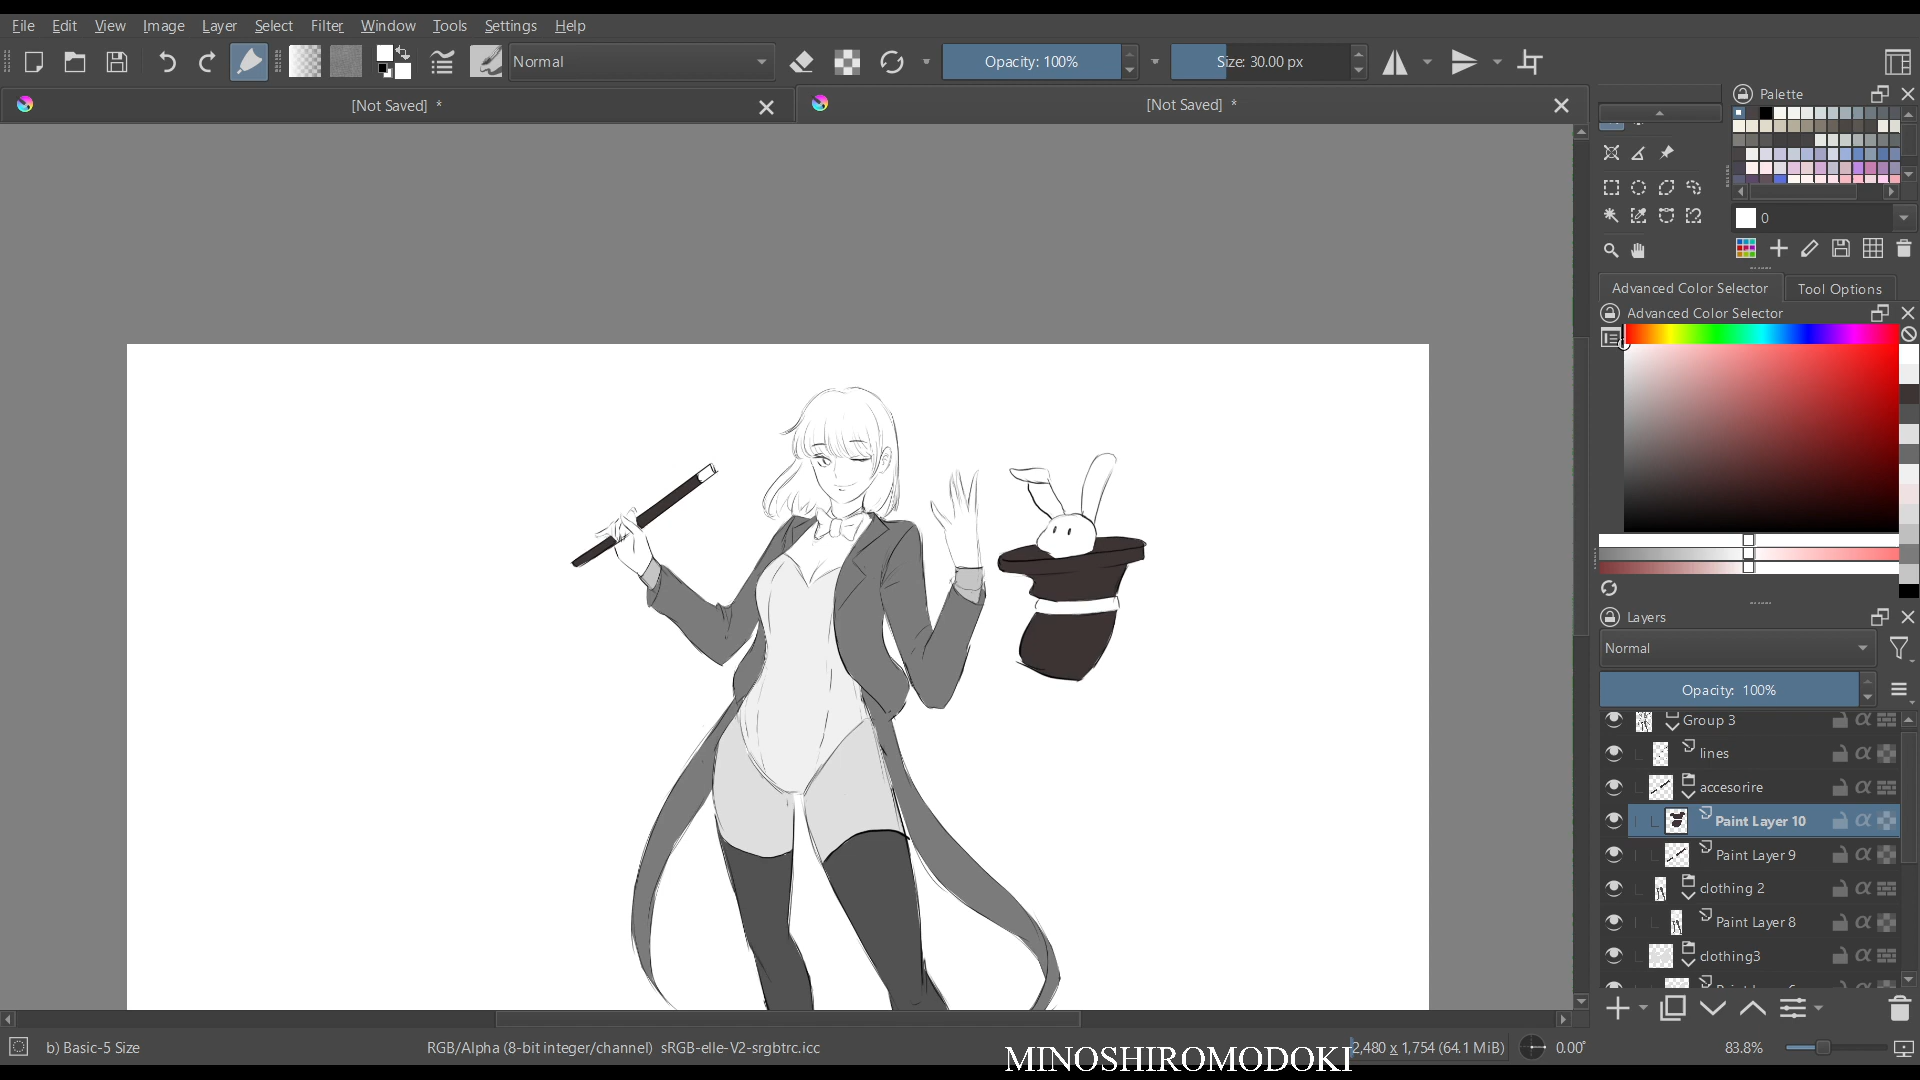 File Edit View Image Layer Select Filter Window Tools Settings Help
Normal Opacity: 100% Size: 30.00 px
[Not Saved] * [Not Saved] *
Palette
0
Advanced Color Selector Tool Options
Advanced Color Selector
Layers
Normal
Opacity: 100%
Group 3
lines
accesorire
Paint Layer 10
Paint Layer 9
clothing 2
Paint Layer 8
clothing3
b) Basic-5 Size RGB/Alpha (8-bit integer/channel) sRGB-elle-V2-srgbtrc.icc 2,480 x 1,754 (64.1 MiB) 0.00° 83.8%
MINOSHIROMODOKI